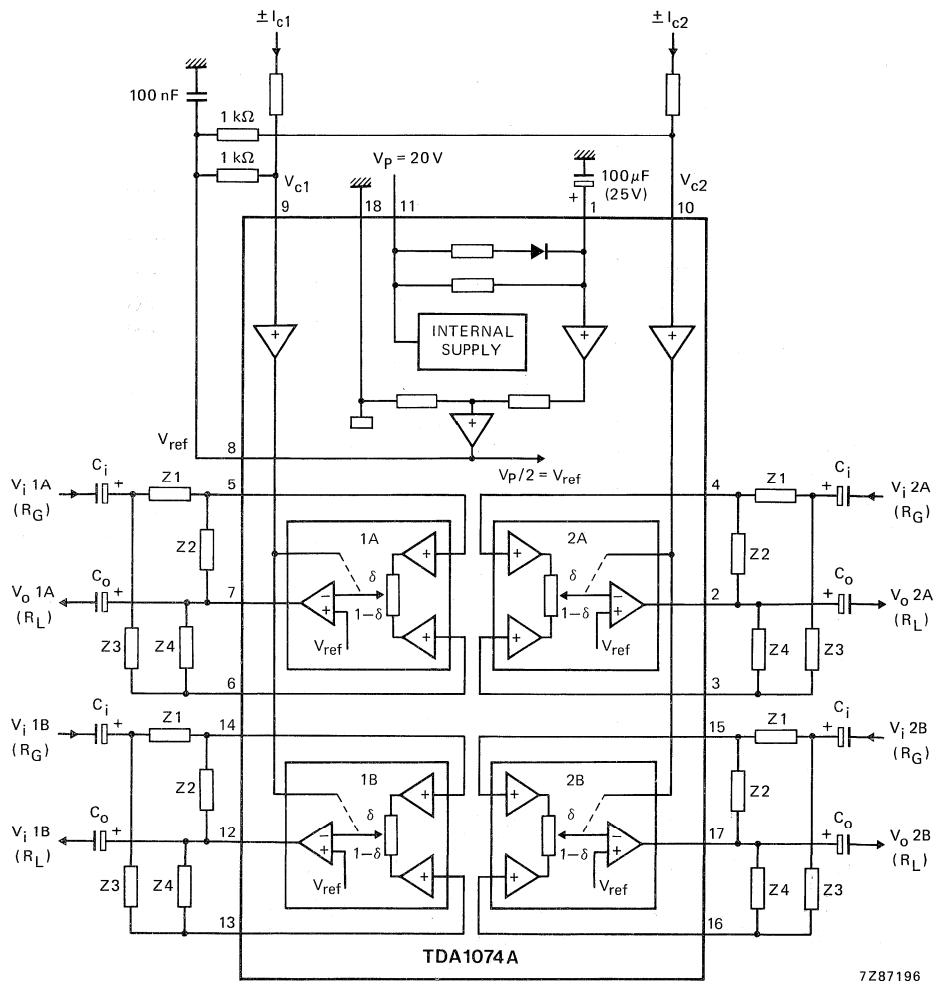 ± Ic1
± Ic2
100 nF
1 kΩ
1 kΩ
VP = 20 V
100 μF
(25 V)
+
Vc1
Vc2
9
18
11
1
10
+
INTERNAL
SUPPLY
+
+
+
Vref
8
VP/2 = Vref
Ci
+
Z1
5
4
Z1
+
Ci
Vi 1A
(RG)
Vi 2A
(RG)
Z2
1A
+
+
2A
Z2
δ
δ
Co
+
Vo 1A
(RL)
7
−
+
1−δ
1−δ
−
+
2
+
Co
Vo 2A
(RL)
Vref
+
+
Vref
Z3
Z4
Z4
Z3
6
3
Ci
+
Z1
14
15
Z1
+
Ci
Vi 1B
(RG)
Vi 2B
(RG)
Z2
1B
+
+
2B
Z2
δ
δ
Co
+
Vi 1B
(RL)
12
−
+
1−δ
1−δ
−
+
17
+
Co
Vo 2B
(RL)
Vref
+
+
Vref
Z3
Z4
Z4
Z3
13
16
TDA1074A
7Z87196